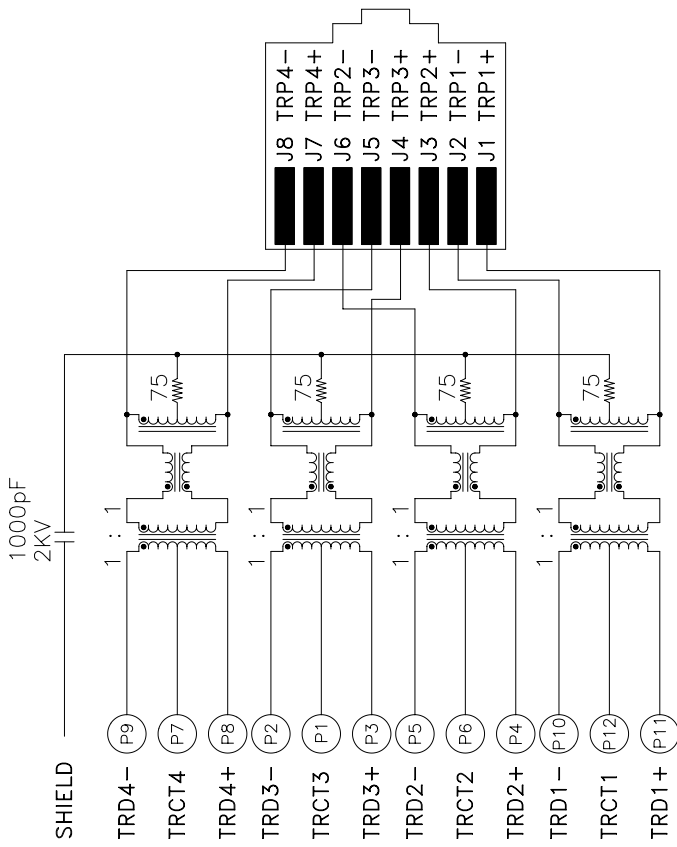 J8 TRP4-
J7 TRP4+
J6 TRP2-
J5 TRP3-
J4 TRP3+
J3 TRP2+
J2 TRP1-
J1 TRP1+
75
75
75
75
1000pF
2KV
1 : 1
1 : 1
1 : 1
1 : 1
P9
P7
P8
P2
P1
P3
P5
P6
P4
P10
P12
P11
SHIELD
TRD4-
TRCT4
TRD4+
TRD3-
TRCT3
TRD3+
TRD2-
TRCT2
TRD2+
TRD1-
TRCT1
TRD1+